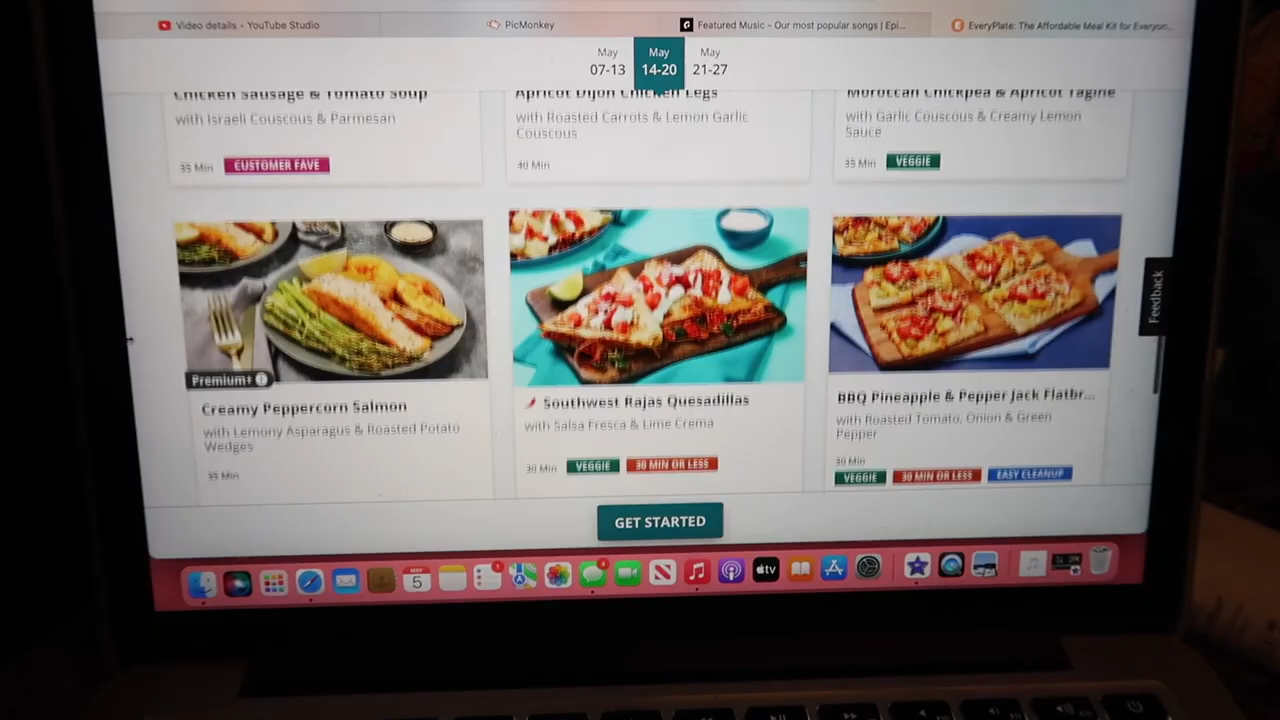 Video details - YouTube Studio
PicMonkey
Featured Music - Our most popular songs | Epi...
EveryPlate: The Affordable Meal Kit for Everyon...
May
07-13
May
14-20
May
21-27
Chicken Sausage & Tomato Soup
with Israeli Couscous & Parmesan
35 Min
CUSTOMER FAVE
Apricot Dijon Chicken Legs
with Roasted Carrots & Lemon Garlic
Couscous
40 Min
Moroccan Chickpea & Apricot Tagine
with Garlic Couscous & Creamy Lemon
Sauce
35 Min
VEGGIE
Feedback
Premium+
Creamy Peppercorn Salmon
with Lemony Asparagus & Roasted Potato
Wedges
35 Min
Southwest Rajas Quesadillas
with Salsa Fresca & Lime Crema
30 Min
VEGGIE
30 MIN OR LESS
BBQ Pineapple & Pepper Jack Flatbr...
with Roasted Tomato, Onion & Green
Pepper
30 Min
VEGGIE
30 MIN OR LESS
EASY CLEANUP
GET STARTED
MAY
5
tv